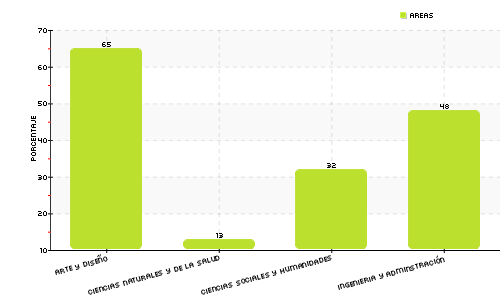 AREAS
70
60
50
40
30
20
10
PORCENTAJE
65
13
32
48
ARTE Y DISEÑO
CIENCIAS NATURALES Y DE LA SALUD
CIENCIAS SOCIALES Y HUMANIDADES
INGENIERIA Y ADMINSTRACIÓN